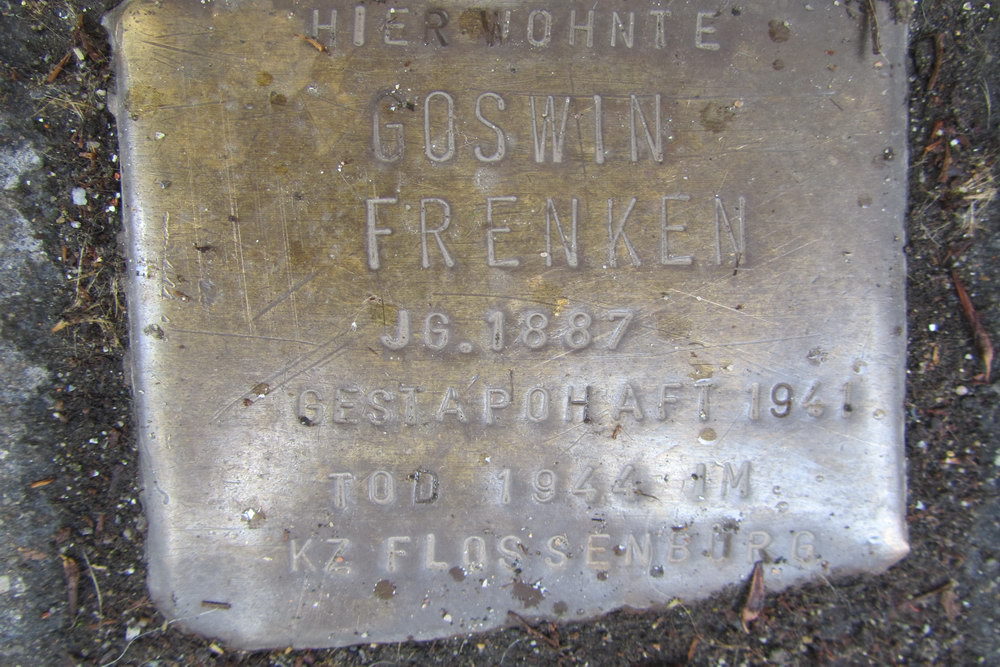 HIER WOHNTE
GOSWIN
FRENKEN
JG. 1887
GESTAPOHAFT 1941
TOD 1944 IM
KZ FLOSSENBÜRG